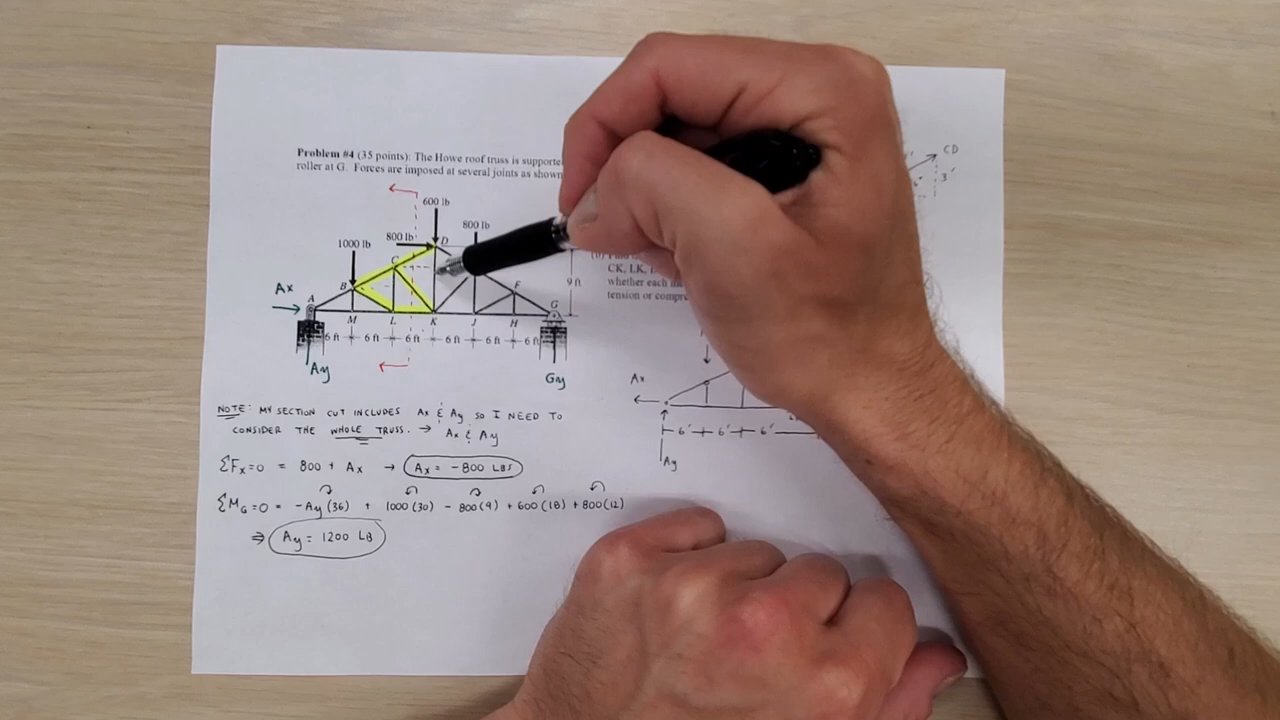 Problem #4 (35 points): The Howe roof truss is
roller at G. Forces are imposed at several joints as shown
600 lb
800 lb
800 lb
1000 lb
D
C
B
F
A
G
9 ft
Ax
M L K J H
6 ft 6 ft 6 ft 6 ft 6 ft 6 ft
Ay
Gy
NOTE: MY SECTION CUT INCLUDES Ax & Ay SO I NEED TO
CONSIDER THE WHOLE TRUSS. → Ax & Ay
ΣFx=0 = 800 + Ax → Ax = -800 LBS
ΣMG=0 = -Ay(36) + 1000(30) - 800(9) + 600(18) + 800(12)
⇒ Ay = 1200 LB
CD
3'
CK, LK,
whether each
tension or
Ax
6' 6' 6'
Ay